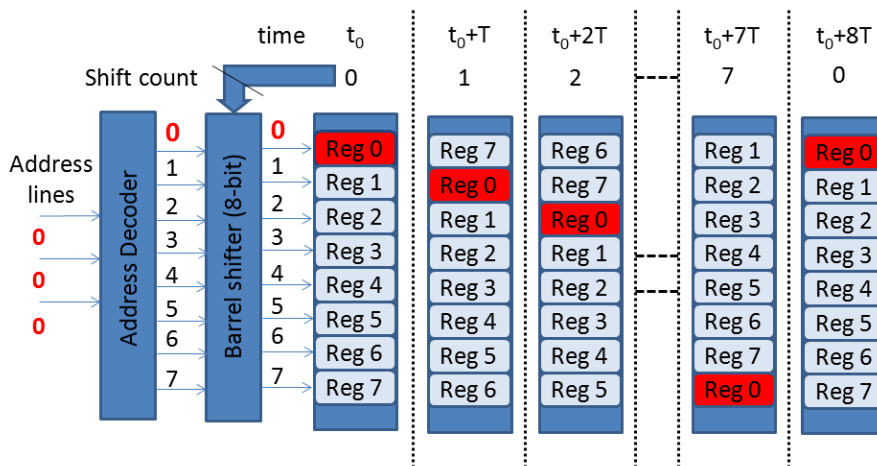 time t0 t0+T t0+2T t0+7T t0+8T
Shift count 0 1 2 7 0
Address lines
0
0
0
Address Decoder
0
1
2
3
4
5
6
7
Barrel shifter (8-bit)
0
1
2
3
4
5
6
7
Reg 0
Reg 1
Reg 2
Reg 3
Reg 4
Reg 5
Reg 6
Reg 7
Reg 7
Reg 0
Reg 1
Reg 2
Reg 3
Reg 4
Reg 5
Reg 6
Reg 6
Reg 7
Reg 0
Reg 1
Reg 2
Reg 3
Reg 4
Reg 5
Reg 1
Reg 2
Reg 3
Reg 4
Reg 5
Reg 6
Reg 7
Reg 0
Reg 0
Reg 1
Reg 2
Reg 3
Reg 4
Reg 5
Reg 6
Reg 7